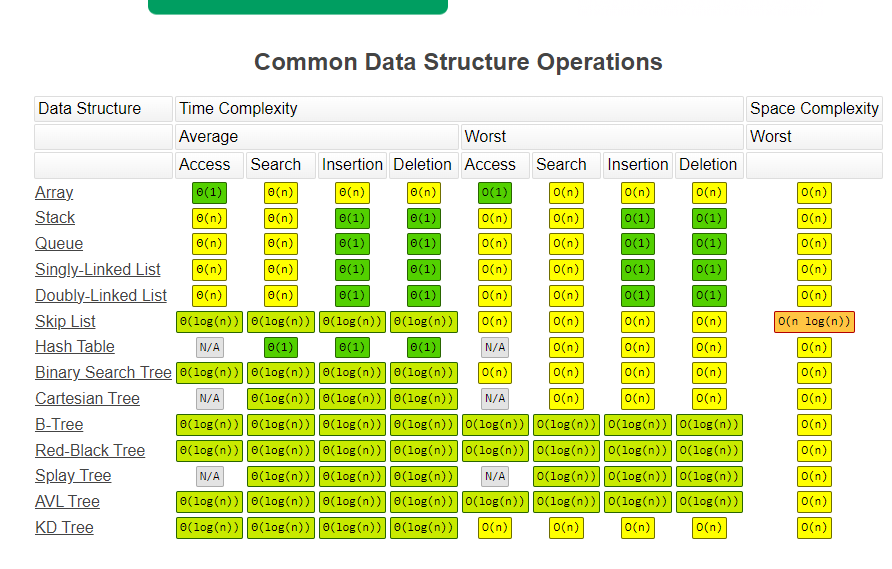 Common Data Structure Operations
Data Structure Time Complexity Space Complexity
Average Worst Worst
Access Search Insertion Deletion Access Search Insertion Deletion
Array Θ(1) Θ(n) Θ(n) Θ(n) O(1) O(n) O(n) O(n) O(n)
Stack Θ(n) Θ(n) Θ(1) Θ(1) O(n) O(n) O(1) O(1) O(n)
Queue Θ(n) Θ(n) Θ(1) Θ(1) O(n) O(n) O(1) O(1) O(n)
Singly-Linked List Θ(n) Θ(n) Θ(1) Θ(1) O(n) O(n) O(1) O(1) O(n)
Doubly-Linked List Θ(n) Θ(n) Θ(1) Θ(1) O(n) O(n) O(1) O(1) O(n)
Skip List Θ(log(n)) Θ(log(n)) Θ(log(n)) Θ(log(n)) O(n) O(n) O(n) O(n) O(n log(n))
Hash Table N/A Θ(1) Θ(1) Θ(1) N/A O(n) O(n) O(n) O(n)
Binary Search Tree Θ(log(n)) Θ(log(n)) Θ(log(n)) Θ(log(n)) O(n) O(n) O(n) O(n) O(n)
Cartesian Tree N/A Θ(log(n)) Θ(log(n)) Θ(log(n)) N/A O(n) O(n) O(n) O(n)
B-Tree Θ(log(n)) Θ(log(n)) Θ(log(n)) Θ(log(n)) O(log(n)) O(log(n)) O(log(n)) O(log(n)) O(n)
Red-Black Tree Θ(log(n)) Θ(log(n)) Θ(log(n)) Θ(log(n)) O(log(n)) O(log(n)) O(log(n)) O(log(n)) O(n)
Splay Tree N/A Θ(log(n)) Θ(log(n)) Θ(log(n)) N/A O(log(n)) O(log(n)) O(log(n)) O(n)
AVL Tree Θ(log(n)) Θ(log(n)) Θ(log(n)) Θ(log(n)) O(log(n)) O(log(n)) O(log(n)) O(log(n)) O(n)
KD Tree Θ(log(n)) Θ(log(n)) Θ(log(n)) Θ(log(n)) O(n) O(n) O(n) O(n) O(n)